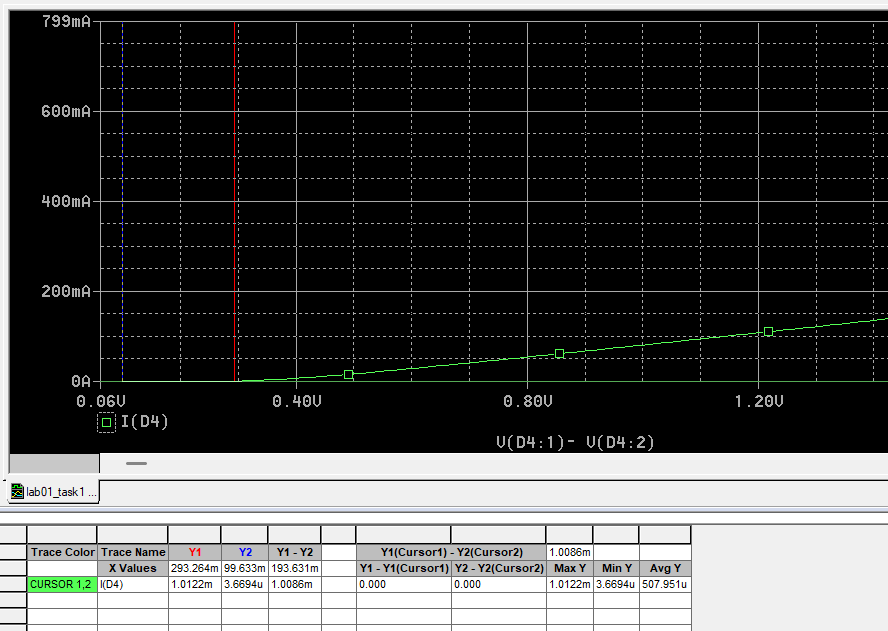 799mA
600mA
400mA
200mA
0A
0.06V 0.40V 0.80V 1.20V
I(D4)
V(D4:1)- V(D4:2)
lab01_task1 ...
Trace Color Trace Name Y1 Y2 Y1 - Y2 Y1(Cursor1) - Y2(Cursor2) 1.0086m
X Values 293.264m 99.633m 193.631m Y1 - Y1(Cursor1) Y2 - Y2(Cursor2) Max Y Min Y Avg Y
CURSOR 1,2 I(D4) 1.0122m 3.6694u 1.0086m 0.000 0.000 1.0122m 3.6694u 507.951u